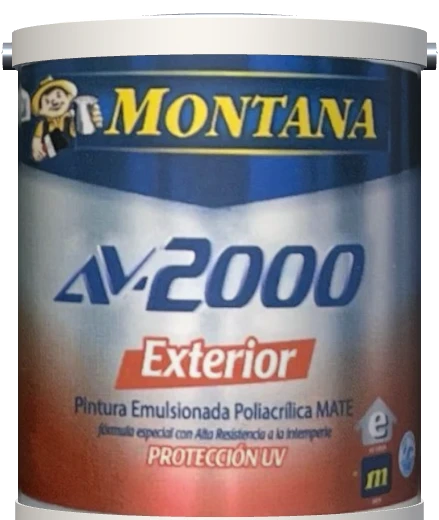 MONTANA
AV-2000
Exterior
Pintura Emulsionada Poliacrílica MATE
fórmula especial con Alta Resistencia a la Intemperie
PROTECCIÓN UV
e
m